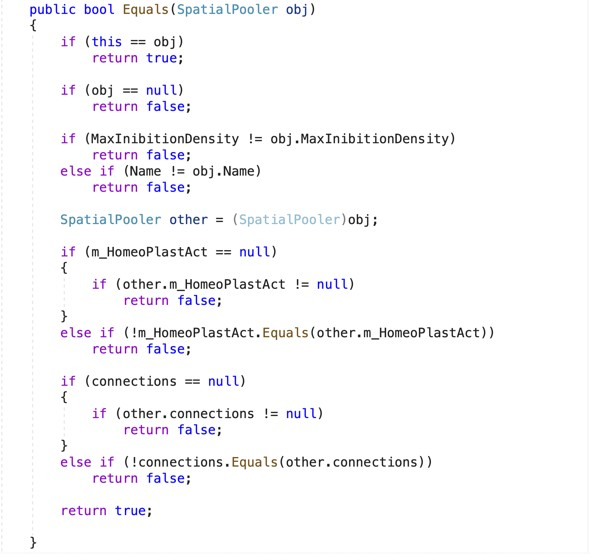 public bool Equals(SpatialPooler obj)
{
if (this == obj)
return true;
if (obj == null)
return false;
if (MaxInibitionDensity != obj.MaxInibitionDensity)
return false;
else if (Name != obj.Name)
return false;
SpatialPooler other = (SpatialPooler)obj;
if (m_HomeoPlastAct == null)
{
if (other.m_HomeoPlastAct != null)
return false;
}
else if (!m_HomeoPlastAct.Equals(other.m_HomeoPlastAct))
return false;
if (connections == null)
{
if (other.connections != null)
return false;
}
else if (!connections.Equals(other.connections))
return false;
return true;
}